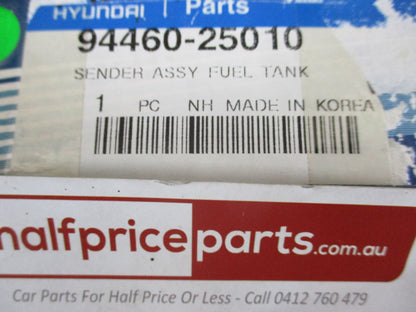 HYUNDAI | Parts
94460-25010
SENDER ASSY FUEL TANK
1 PC NH MADE IN KOREA
halfpriceparts.com.au
Car Parts For Half Price Or Less - Call 0412 760 479